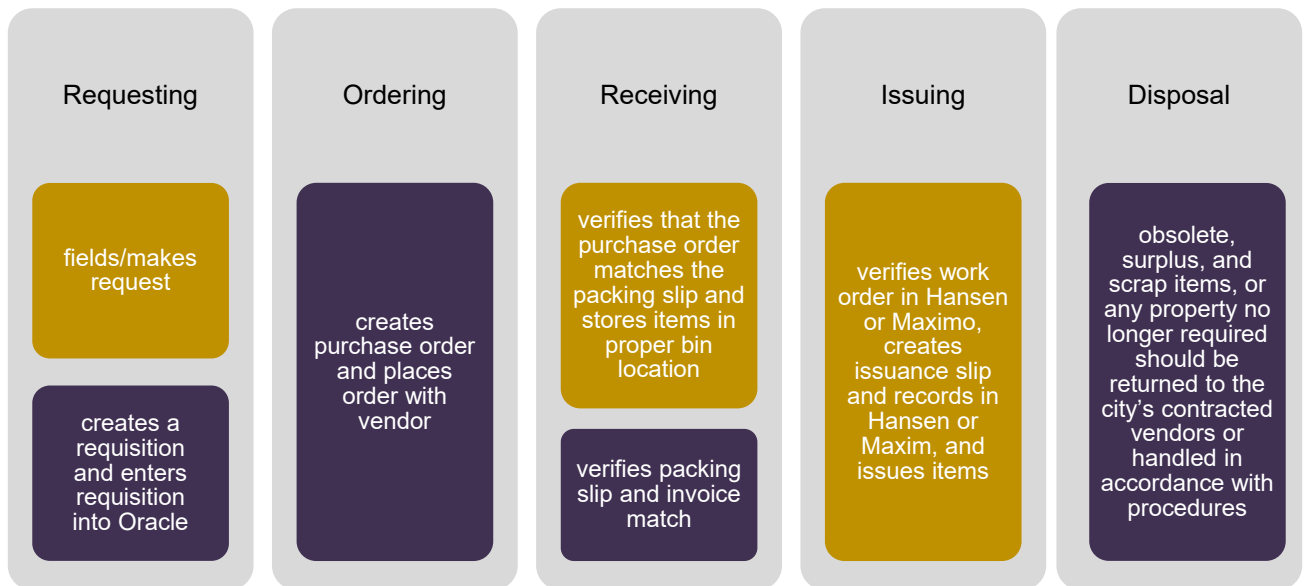 Requesting
fields/makes
request
creates a
requisition
and enters
requisition
into Oracle
Ordering
creates
purchase order
and places
order with
vendor
Receiving
verifies that the
purchase order
matches the
packing slip and
stores items in
proper bin
location
verifies packing
slip and invoice
match
Issuing
verifies work
order in Hansen
or Maximo,
creates
issuance slip
and records in
Hansen or
Maxim, and
issues items
Disposal
obsolete,
surplus, and
scrap items, or
any property no
longer required
should be
returned to the
city’s contracted
vendors or
handled in
accordance with
procedures